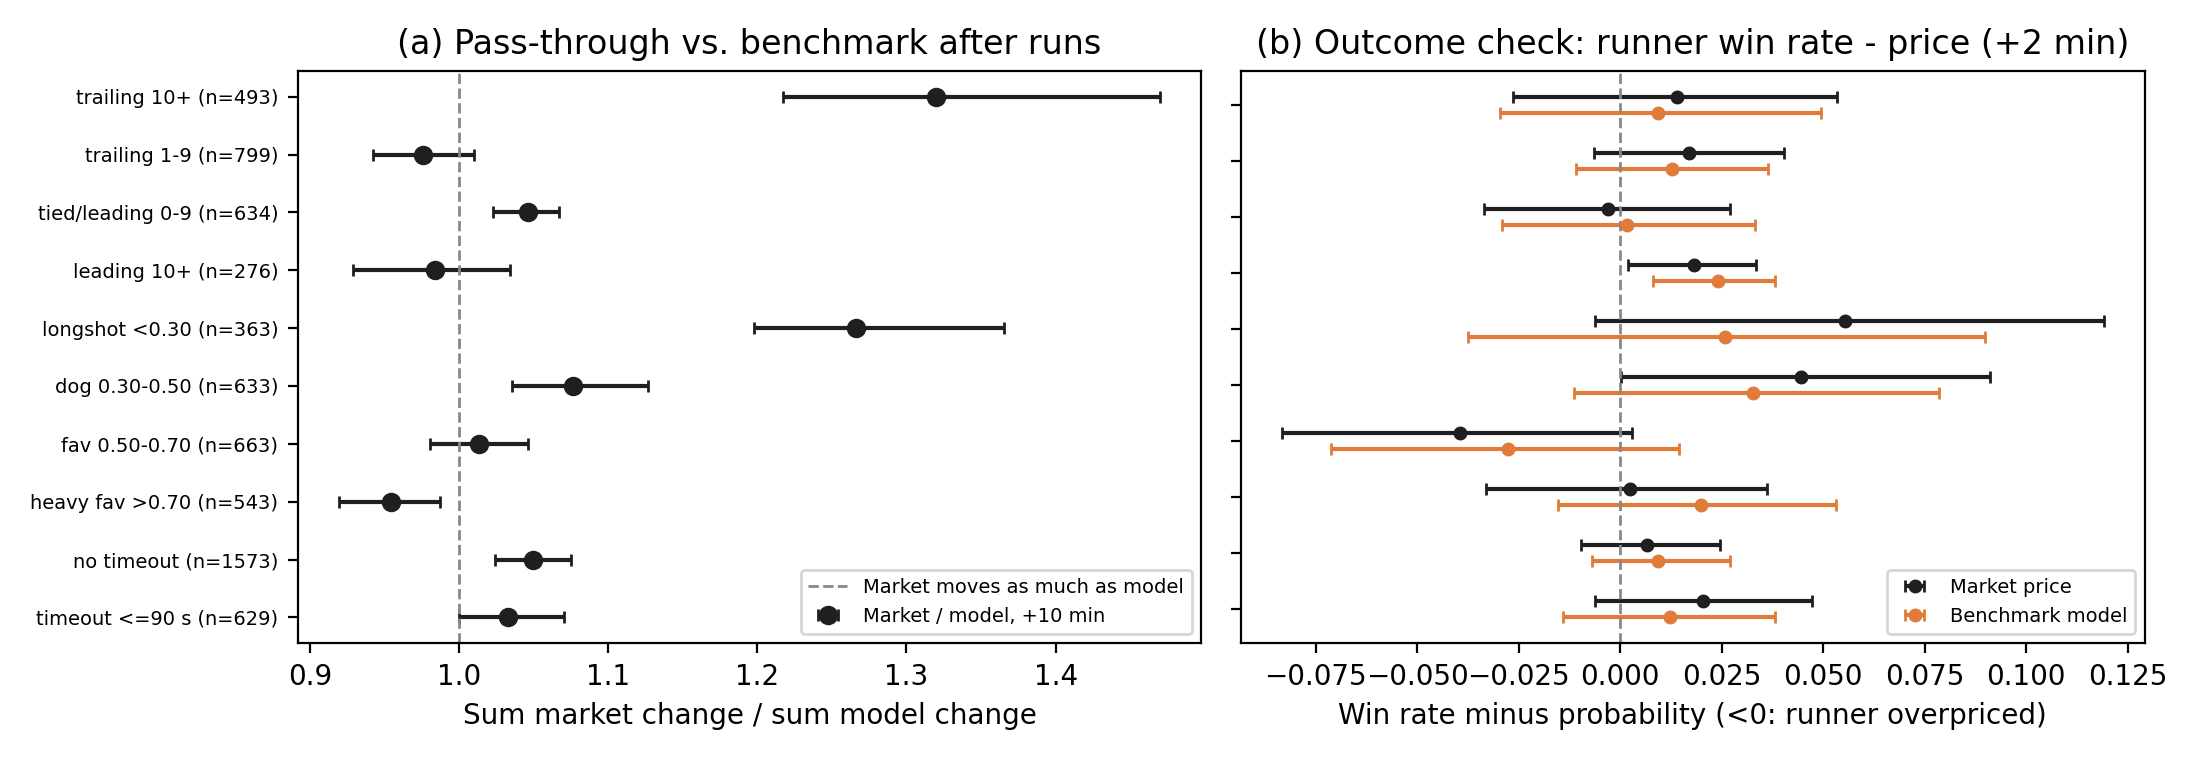 (a) Pass-through vs. benchmark after runs
trailing 10+ (n=493)
trailing 1-9 (n=799)
tied/leading 0-9 (n=634)
leading 10+ (n=276)
longshot <0.30 (n=363)
dog 0.30-0.50 (n=633)
fav 0.50-0.70 (n=663)
heavy fav >0.70 (n=543)
no timeout (n=1573)
timeout <=90 s (n=629)
Market moves as much as model
Market / model, +10 min
0.9 1.0 1.1 1.2 1.3 1.4
Sum market change / sum model change
(b) Outcome check: runner win rate - price (+2 min)
Market price
Benchmark model
−0.075 −0.050 −0.025 0.000 0.025 0.050 0.075 0.100 0.125
Win rate minus probability (<0: runner overpriced)